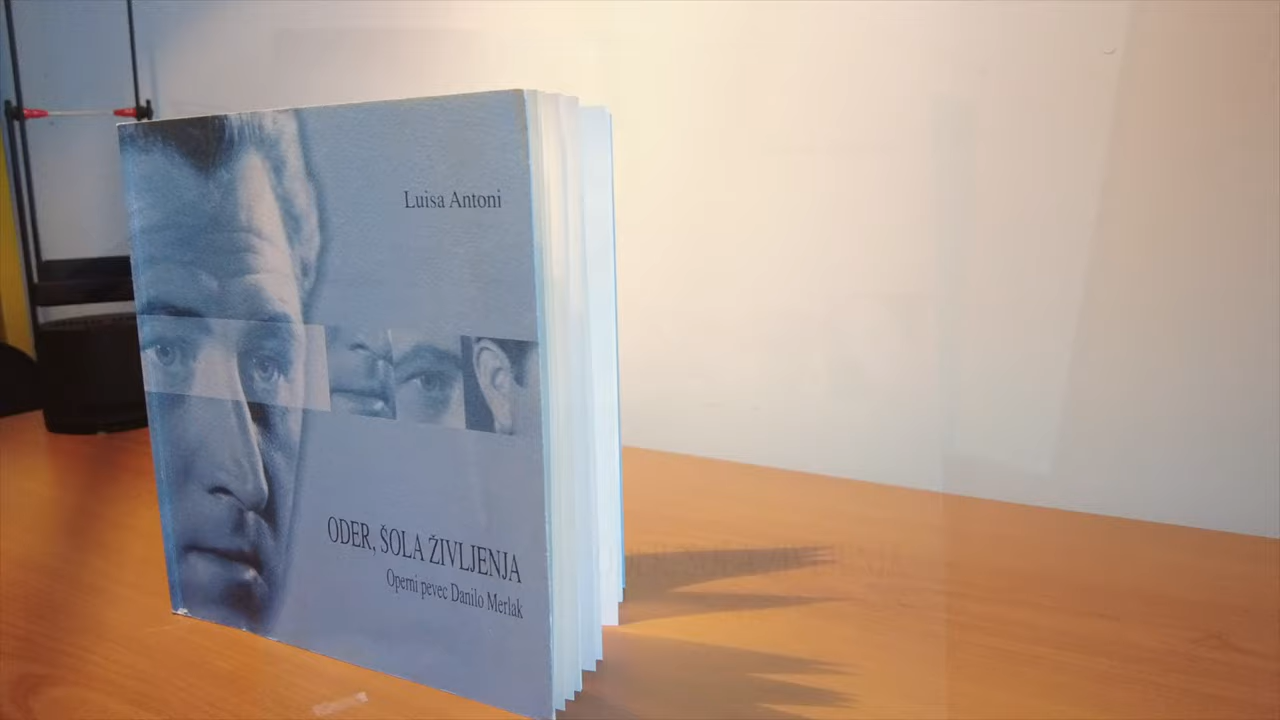 Luisa Antoni
ODER, ŠOLA ŽIVLJENJA
Operni pevec Danilo Merlak